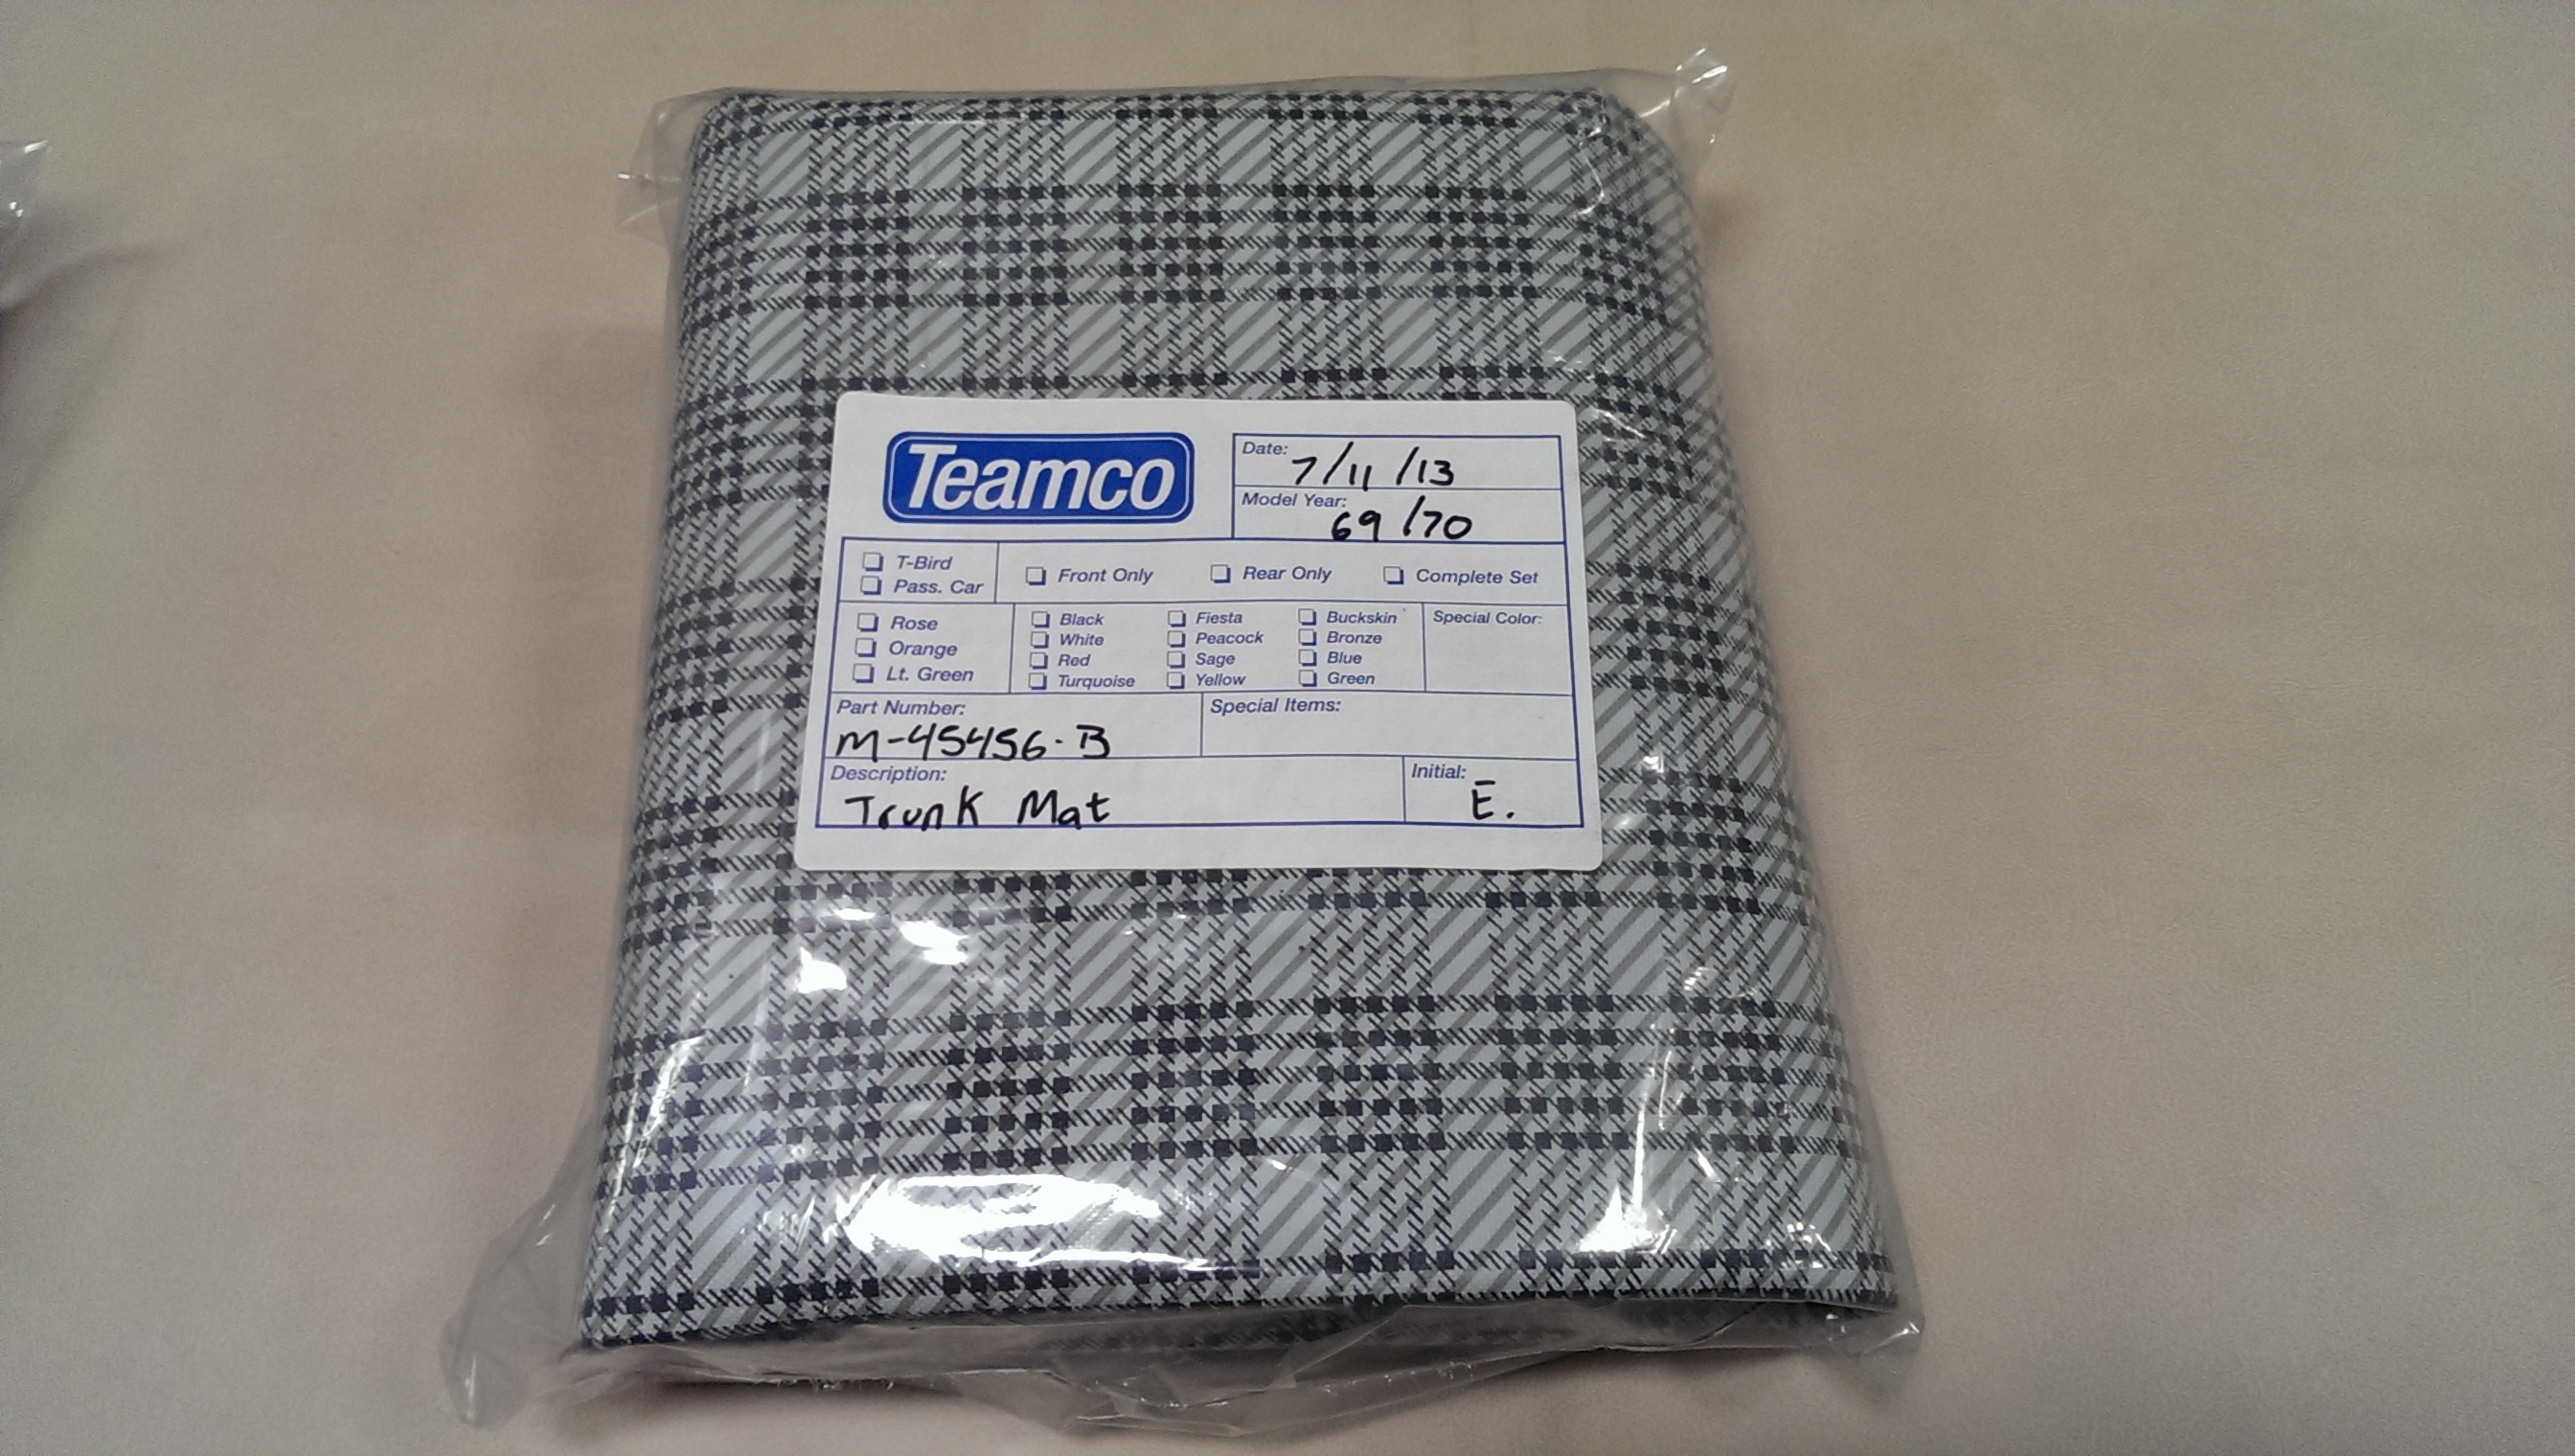 Teamco
Date: 7/11/13
Model Year: 69/70
T-Bird
Pass. Car
Front Only Rear Only Complete Set
Rose
Orange
Lt. Green
Black Fiesta Buckskin
White Peacock Bronze
Red Sage Blue
Turquoise Yellow Green
Special Color:
Part Number:
M-45456-B
Special Items:
Description:
Trunk Mat
Initial:
E.